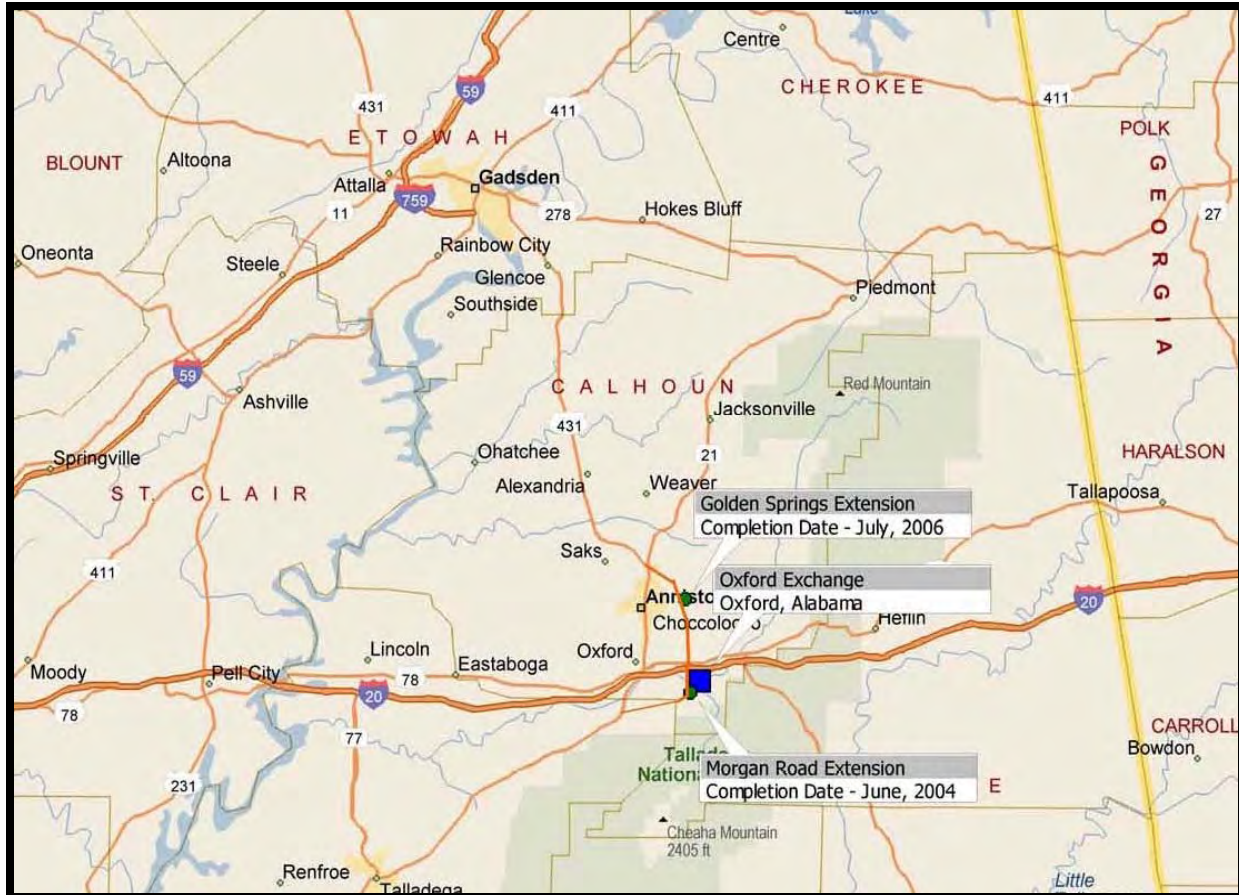 Lake
Centre
CHEROKEE
59
431
411
411
ETOWAH
POLK
BLOUNT
Altoona
Attalla
Gadsden
GEORGIA
759
11
278
Hokes Bluff
27
Oneonta
Steele
Rainbow City
Glencoe
Piedmont
Southside
59
CALHOUN
Red Mountain
Ashville
Jacksonville
431
Springville
Ohatchee
21
HARALSON
Alexandria
Weaver
ST. CLAIR
Tallapoosa
Golden Springs Extension
Completion Date - July, 2006
Saks
411
Oxford Exchange
Oxford, Alabama
20
Heflin
Lincoln
Oxford
Moody
Pell City
78
Eastaboga
20
78
77
CARROLL
Bowdon
Morgan Road Extension
Completion Date - June, 2004
E
231
Cheaha Mountain
2405 ft
Renfroe
Talladega
Little